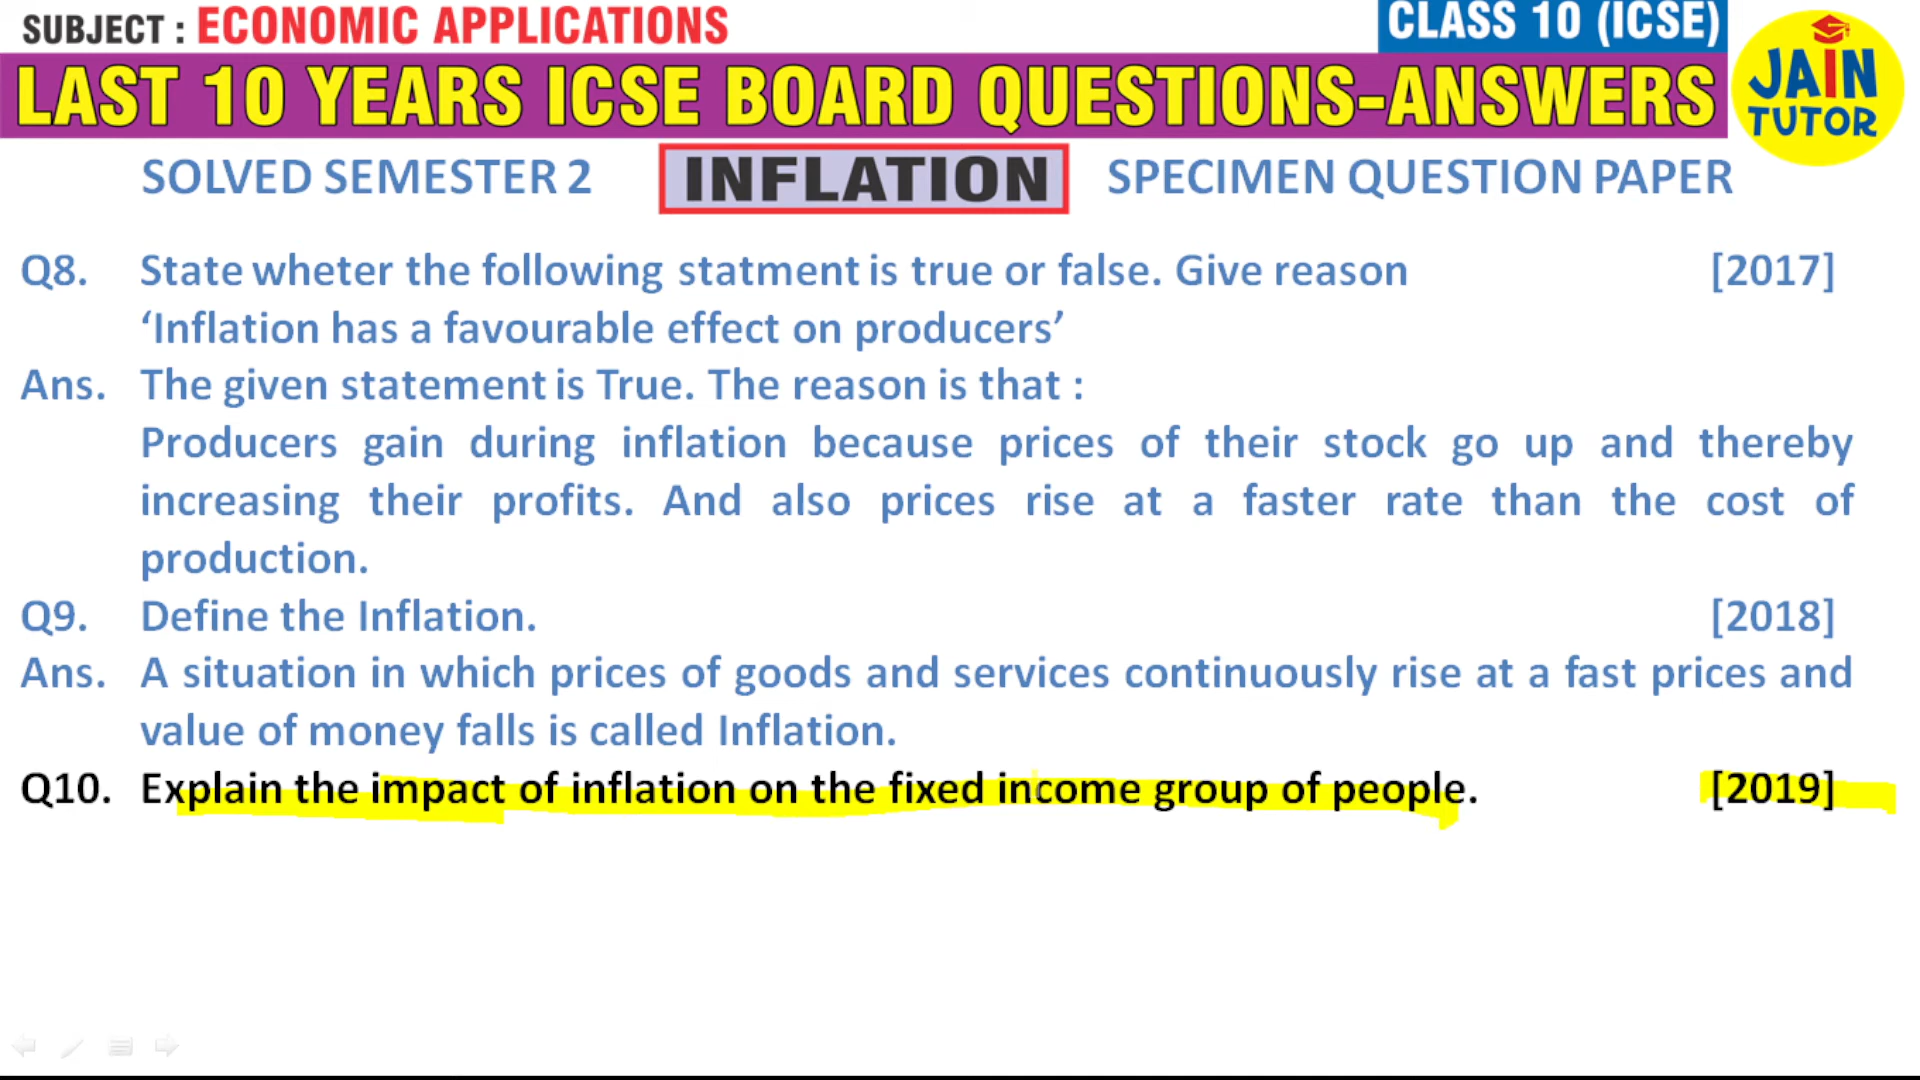 SUBJECT : ECONOMIC APPLICATIONS
CLASS 10 (ICSE)
LAST 10 YEARS ICSE BOARD QUESTIONS-ANSWERS
JAIN
TUTOR
SOLVED SEMESTER 2 INFLATION SPECIMEN QUESTION PAPER
Q8. State wheter the following statment is true or false. Give reason [2017]
‘Inflation has a favourable effect on producers’
Ans. The given statement is True. The reason is that :
Producers gain during inflation because prices of their stock go up and thereby
increasing their profits. And also prices rise at a faster rate than the cost of
production.
Q9. Define the Inflation. [2018]
Ans. A situation in which prices of goods and services continuously rise at a fast prices and
value of money falls is called Inflation.
Q10. Explain the impact of inflation on the fixed income group of people. [2019]